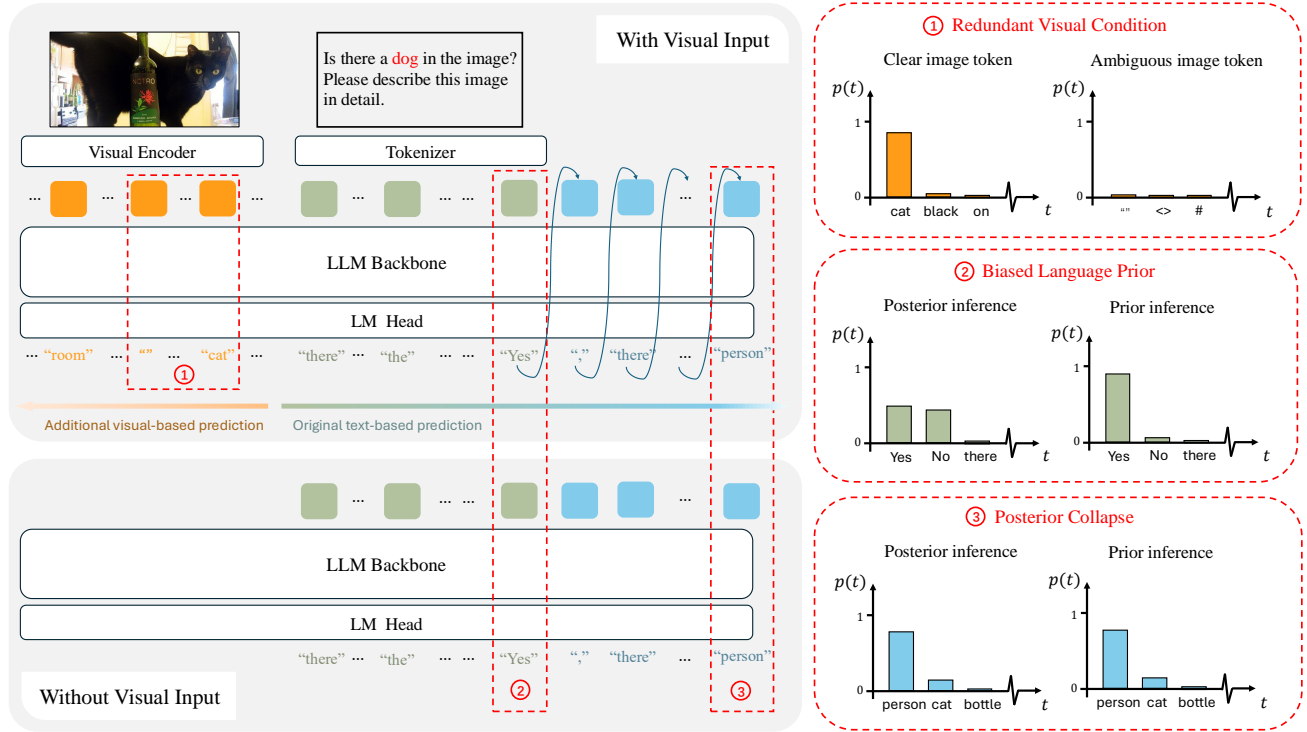 With Visual Input
Is there a dog in the image?
Please describe this image
in detail.
Visual Encoder
Tokenizer
... ... ... ...
... ... ... ...
LLM Backbone
LM Head
... “room” ... “” ... “cat” ...
“there” ... “the” ... ... “Yes” “,” “there” ... “person”
①
Additional visual-based prediction
Original text-based prediction
... ... ... ...
LLM Backbone
LM Head
“there” ... “the” ... ... “Yes” “,” “there” ... “person”
② ③
Without Visual Input
① Redundant Visual Condition
Clear image token
p(t)
1
0
cat black on t
Ambiguous image token
p(t)
1
0
“” <> # t
② Biased Language Prior
Posterior inference
p(t)
1
0
Yes No there t
Prior inference
p(t)
1
0
Yes No there t
③ Posterior Collapse
Posterior inference
p(t)
1
0
person cat bottle t
Prior inference
p(t)
1
0
person cat bottle t